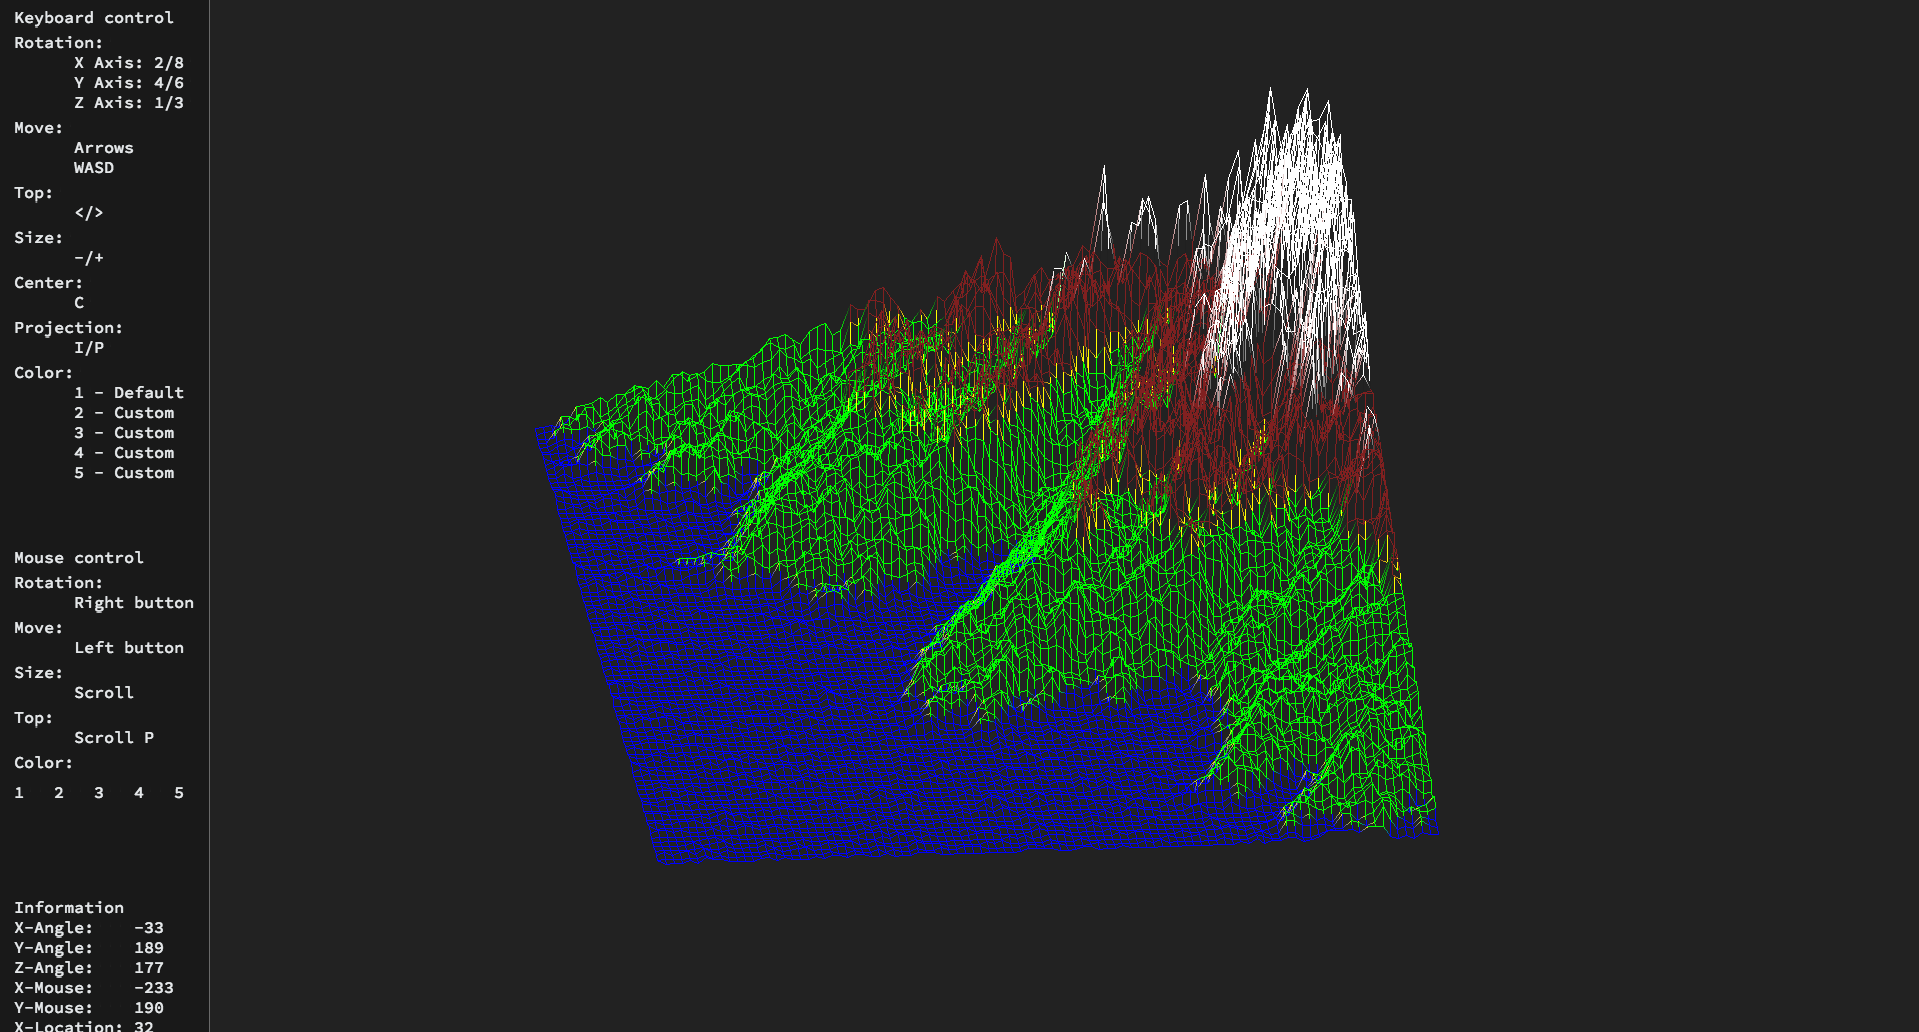 Keyboard control
Rotation:
X Axis: 2/8
Y Axis: 4/6
Z Axis: 1/3
Move:
Arrows
WASD
Top:
</>
Size:
-/+
Center:
C
Projection:
I/P
Color:
1 - Default
2 - Custom
3 - Custom
4 - Custom
5 - Custom
Mouse control
Rotation:
Right button
Move:
Left button
Size:
Scroll
Top:
Scroll P
Color:
1 2 3 4 5
Information
X-Angle: -33
Y-Angle: 189
Z-Angle: 177
X-Mouse: -233
Y-Mouse: 190
X-Location: 32